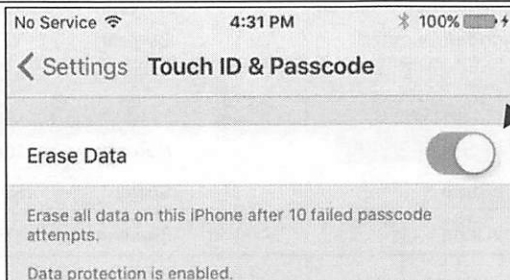 No Service 4:31 PM 100%
Settings Touch ID & Passcode
Erase Data
Erase all data on this iPhone after 10 failed passcode
attempts.
Data protection is enabled.